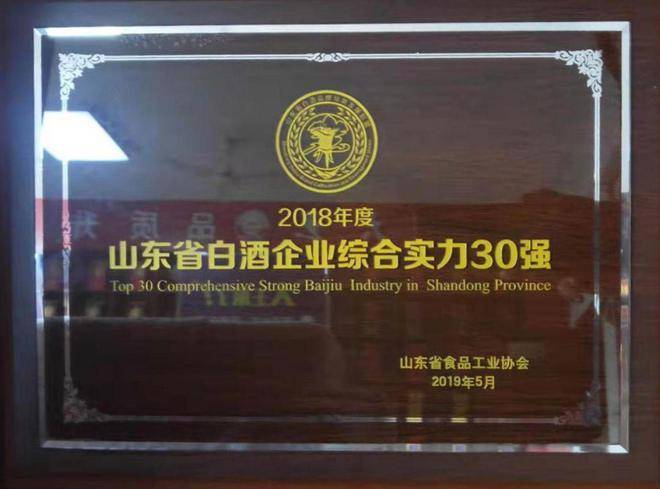 2018年度
山东省白酒企业综合实力30强
Top 30 Comprehensive Strong Baijiu Industry in Shandong Province
山东省食品工业协会
2019年5月